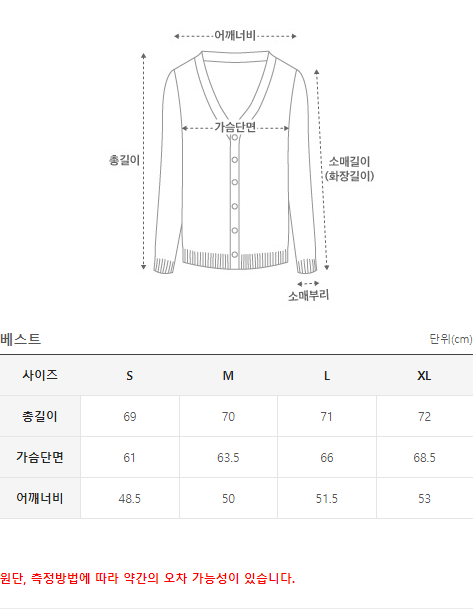 어깨너비
가슴단면
총길이
소매길이
(화장길이)
소매부리
베스트 단위(cm)
사이즈 S M L XL
총길이 69 70 71 72
가슴단면 61 63.5 66 68.5
어깨너비 48.5 50 51.5 53
원단, 측정방법에 따라 약간의 오차 가능성이 있습니다.